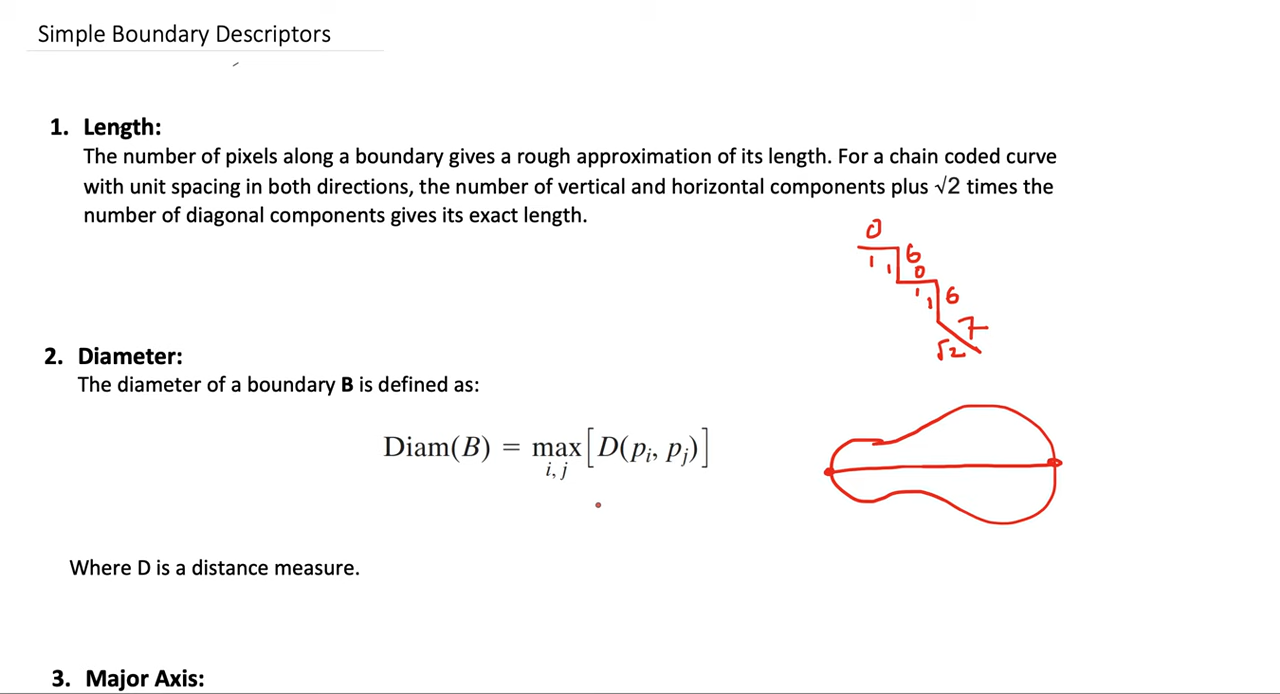 Simple Boundary Descriptors
1. Length:
The number of pixels along a boundary gives a rough approximation of its length. For a chain coded curve
with unit spacing in both directions, the number of vertical and horizontal components plus √2 times the
number of diagonal components gives its exact length.
0
1 1 6
0
1 1 6
7
√2
2. Diameter:
The diameter of a boundary B is defined as:
Diam(B) = max[D(pᵢ, pⱼ)]
i, j
Where D is a distance measure.
3. Major Axis: